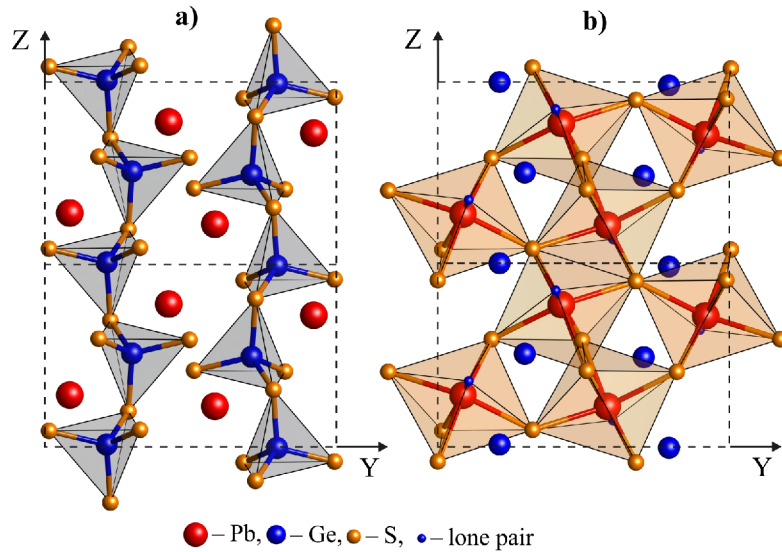 a)
b)
Z
Z
Y
Y
– Pb, – Ge, – S, – lone pair